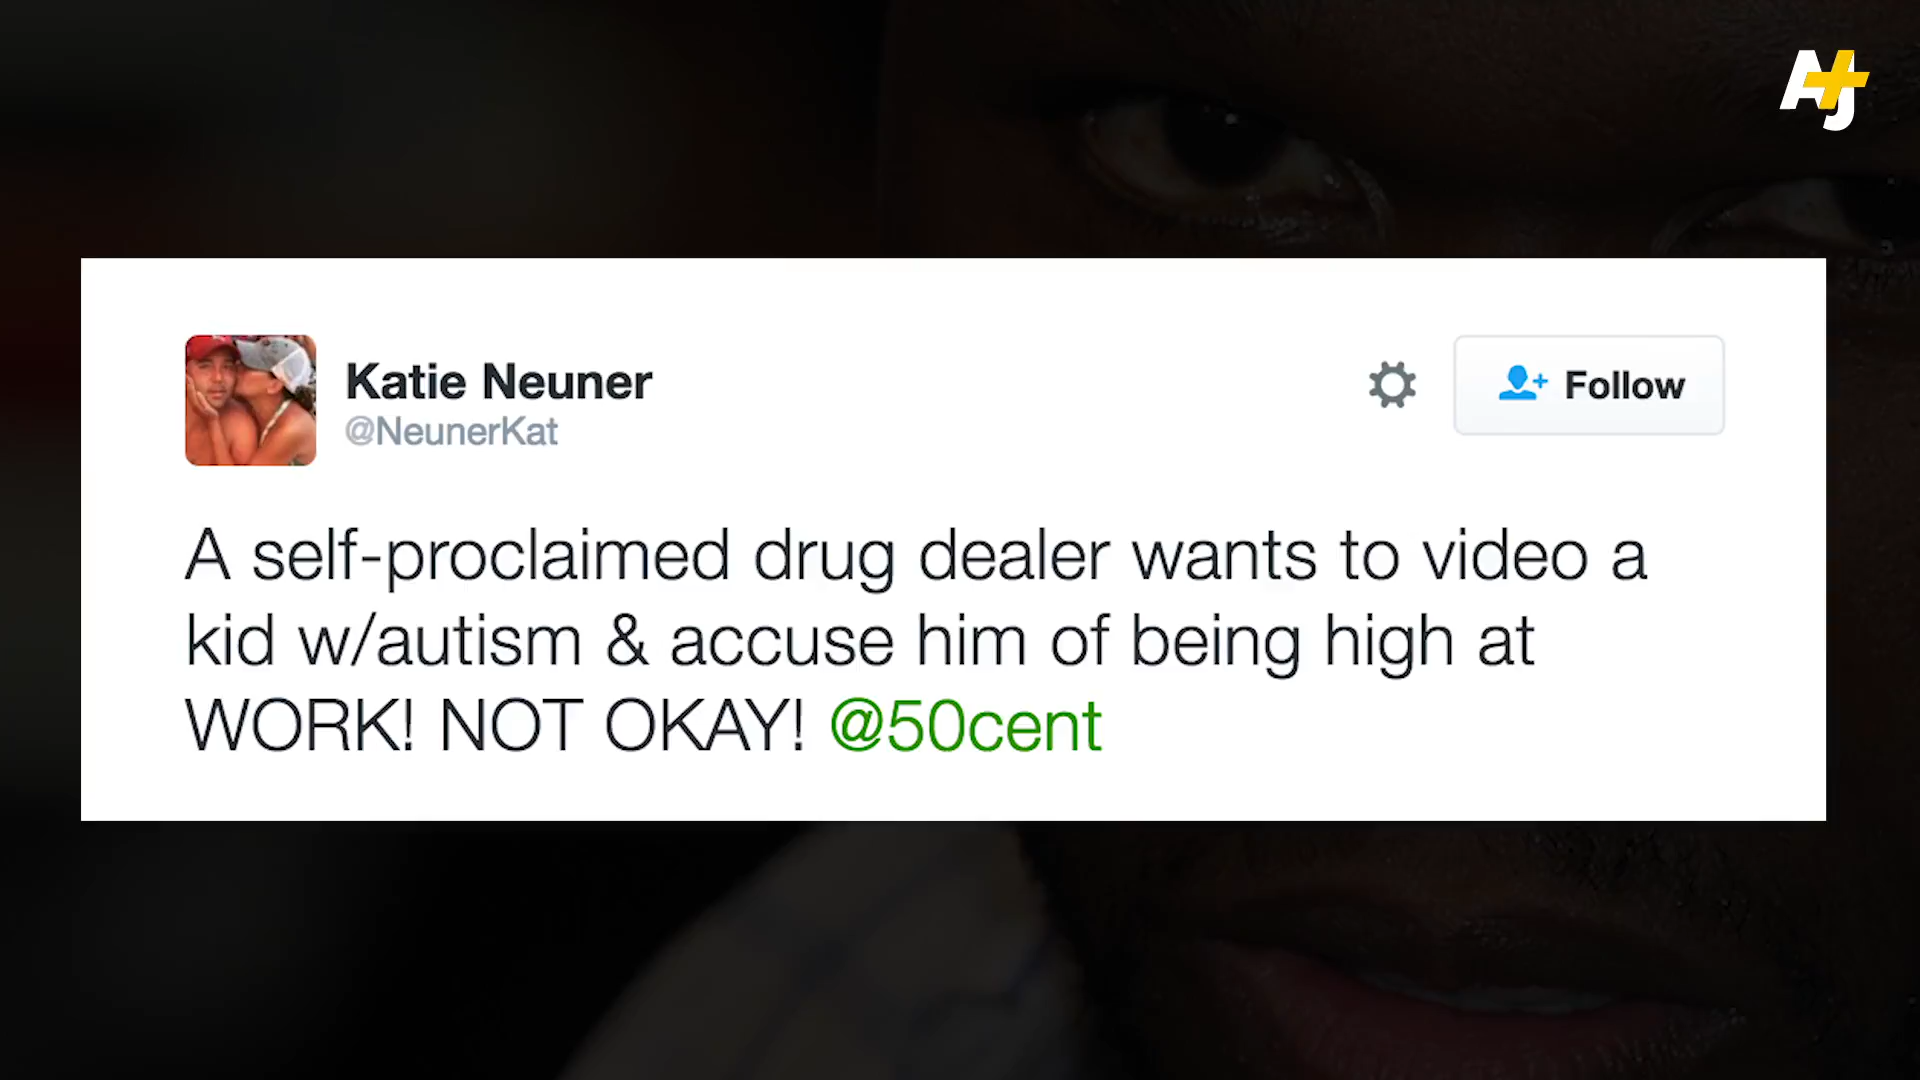 AJ+
Katie Neuner
@NeunerKat
Follow
A self-proclaimed drug dealer wants to video a
kid w/autism & accuse him of being high at
WORK! NOT OKAY! @50cent